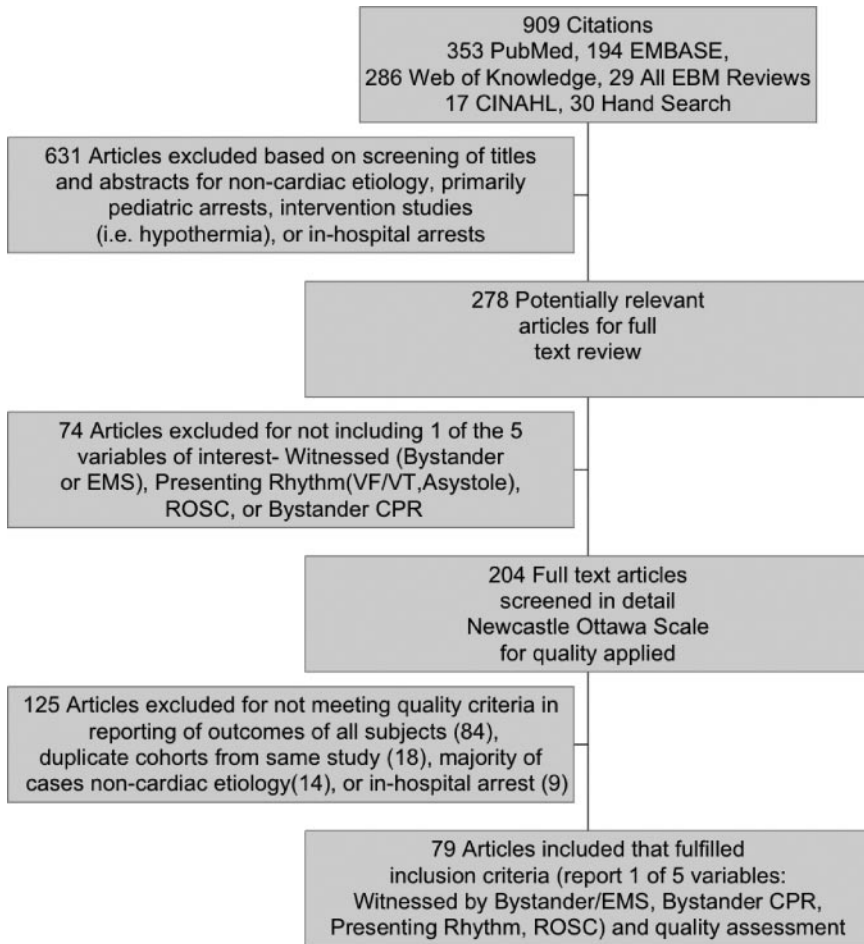 909 Citations
353 PubMed, 194 EMBASE,
286 Web of Knowledge, 29 All EBM Reviews
17 CINAHL, 30 Hand Search
631 Articles excluded based on screening of titles
and abstracts for non-cardiac etiology, primarily
pediatric arrests, intervention studies
(i.e. hypothermia), or in-hospital arrests
278 Potentially relevant
articles for full
text review
74 Articles excluded for not including 1 of the 5
variables of interest- Witnessed (Bystander
or EMS), Presenting Rhythm(VF/VT,Asystole),
ROSC, or Bystander CPR
204 Full text articles
screened in detail
Newcastle Ottawa Scale
for quality applied
125 Articles excluded for not meeting quality criteria in
reporting of outcomes of all subjects (84),
duplicate cohorts from same study (18), majority of
cases non-cardiac etiology(14), or in-hospital arrest (9)
79 Articles included that fulfilled
inclusion criteria (report 1 of 5 variables:
Witnessed by Bystander/EMS, Bystander CPR,
Presenting Rhythm, ROSC) and quality assessment